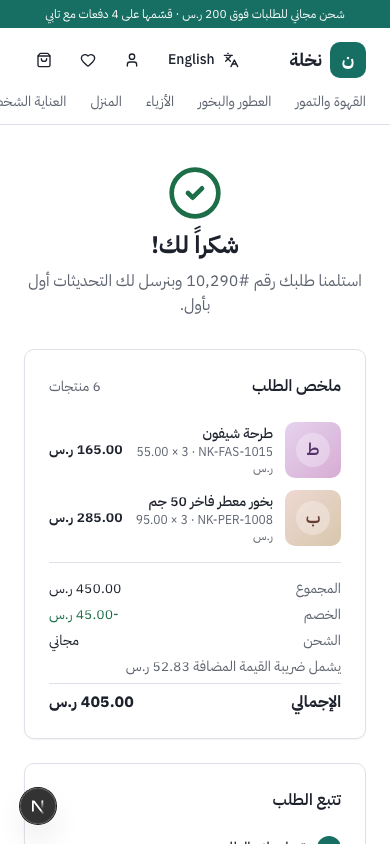 شحن مجاني للطلبات فوق 200 ر.س · قسّمها على 4 دفعات مع تابي
ن
نخلة
English
القهوة والتمور
العطور والبخور
الأزياء
المنزل
العناية الشخص
شكراً لك!
استلمنا طلبك رقم #10,290 وبنرسل لك التحديثات أول
بأول.
ملخص الطلب
6 منتجات
ط
طرحة شيفون
NK-FAS-1015 · 3 × 55.00
ر.س
165.00 ر.س
ب
بخور معطر فاخر 50 جم
NK-PER-1008 · 3 × 95.00
ر.س
285.00 ر.س
المجموع
450.00 ر.س
الخصم
-45.00 ر.س
الشحن
مجاني
يشمل ضريبة القيمة المضافة 52.83 ر.س
الإجمالي
405.00 ر.س
تتبع الطلب
N